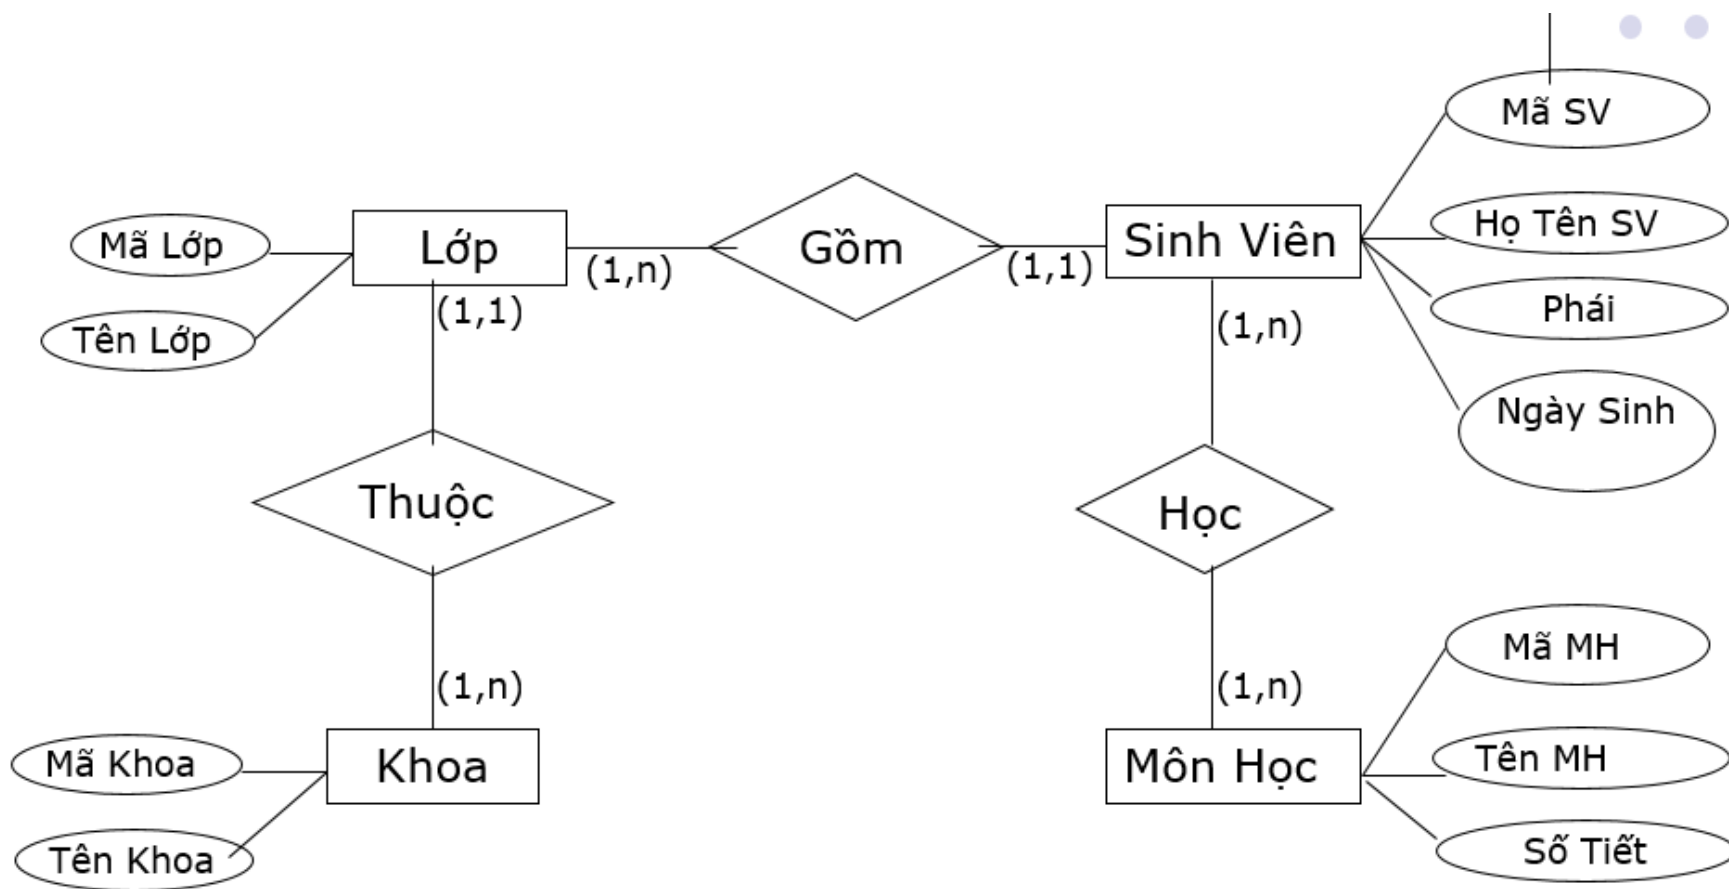 Mã SV
Mã Lớp
Lớp
(1,n)
Gồm
(1,1)
Sinh Viên
Họ Tên SV
Tên Lớp
(1,1)
(1,n)
Phái
Ngày Sinh
Thuộc
Học
(1,n)
(1,n)
Mã MH
Mã Khoa
Khoa
Môn Học
Tên MH
Tên Khoa
Số Tiết